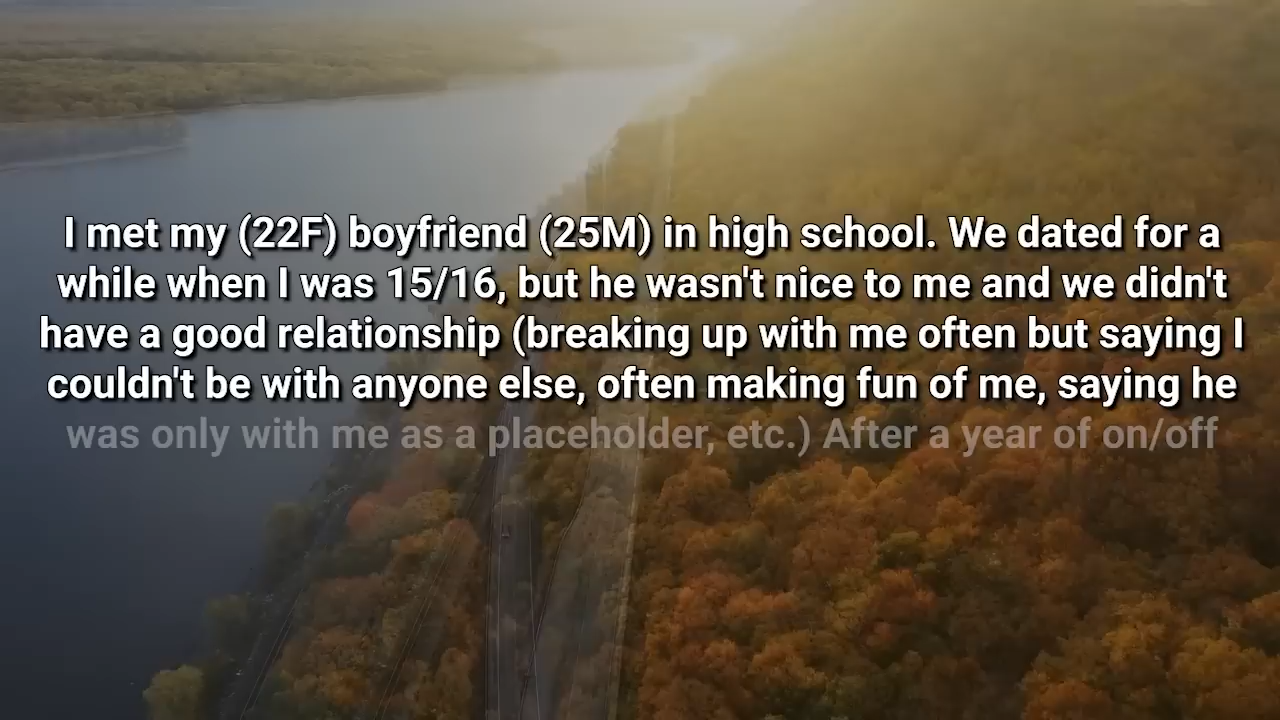 I met my (22F) boyfriend (25M) in high school. We dated for a
while when I was 15/16, but he wasn't nice to me and we didn't
have a good relationship (breaking up with me often but saying I
couldn't be with anyone else, often making fun of me, saying he
was only with me as a placeholder, etc.) After a year of on/off